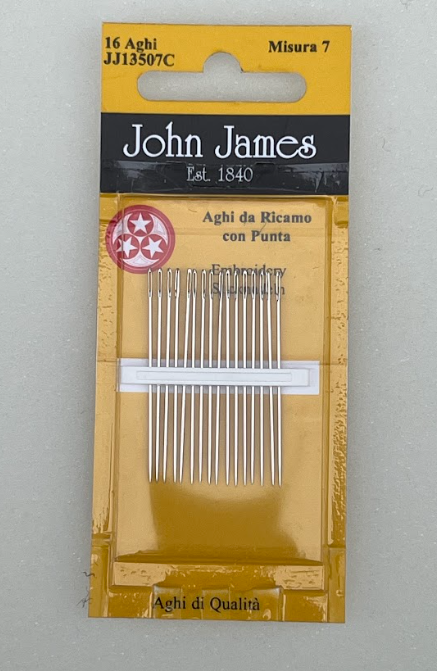 16 Aghi
JJ13507C
Misura 7
John James
Est. 1840
Aghi da Ricamo
con Punta
Embroidery
Aghi di Qualità